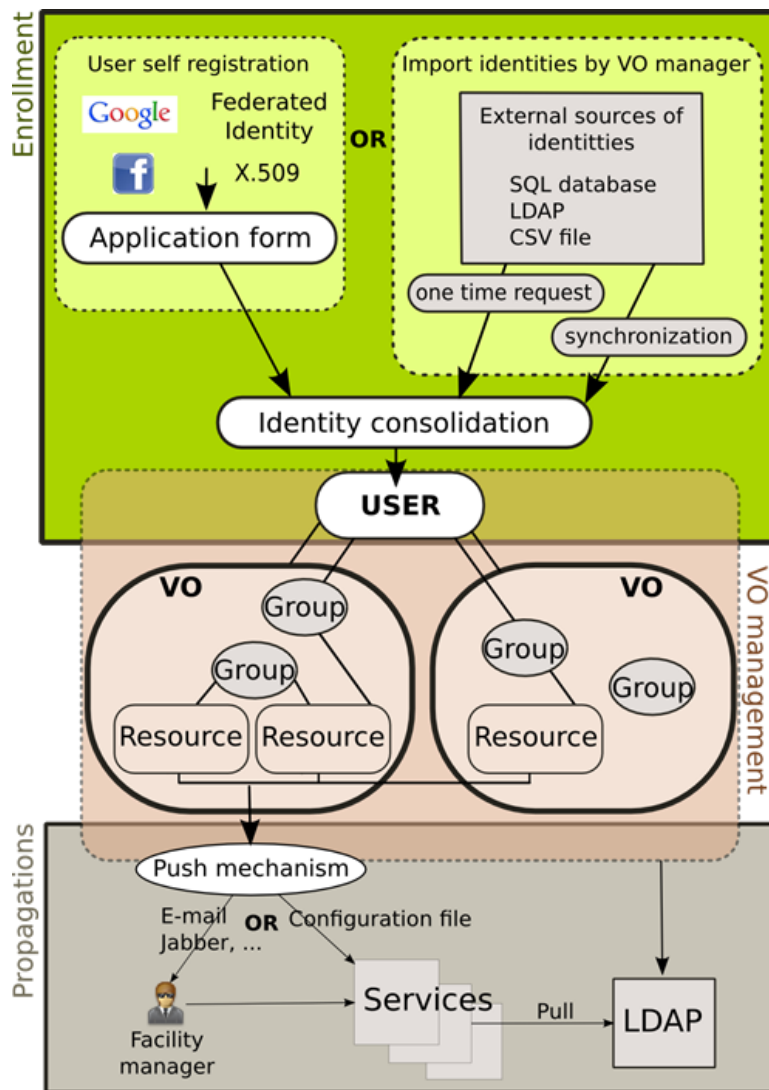 Enrollment
User self registration
Google
Federated
Identity
f
X.509
Application form
OR
Import identities by VO manager
External sources of
identitties
SQL database
LDAP
CSV file
one time request
synchronization
Identity consolidation
USER
VO management
VO
Group
Group
Resource
Resource
VO
Group
Group
Resource
Propagations
Push mechanism
E-mail
Jabber, ...
OR
Configuration file
Facility
manager
Services
Pull
LDAP